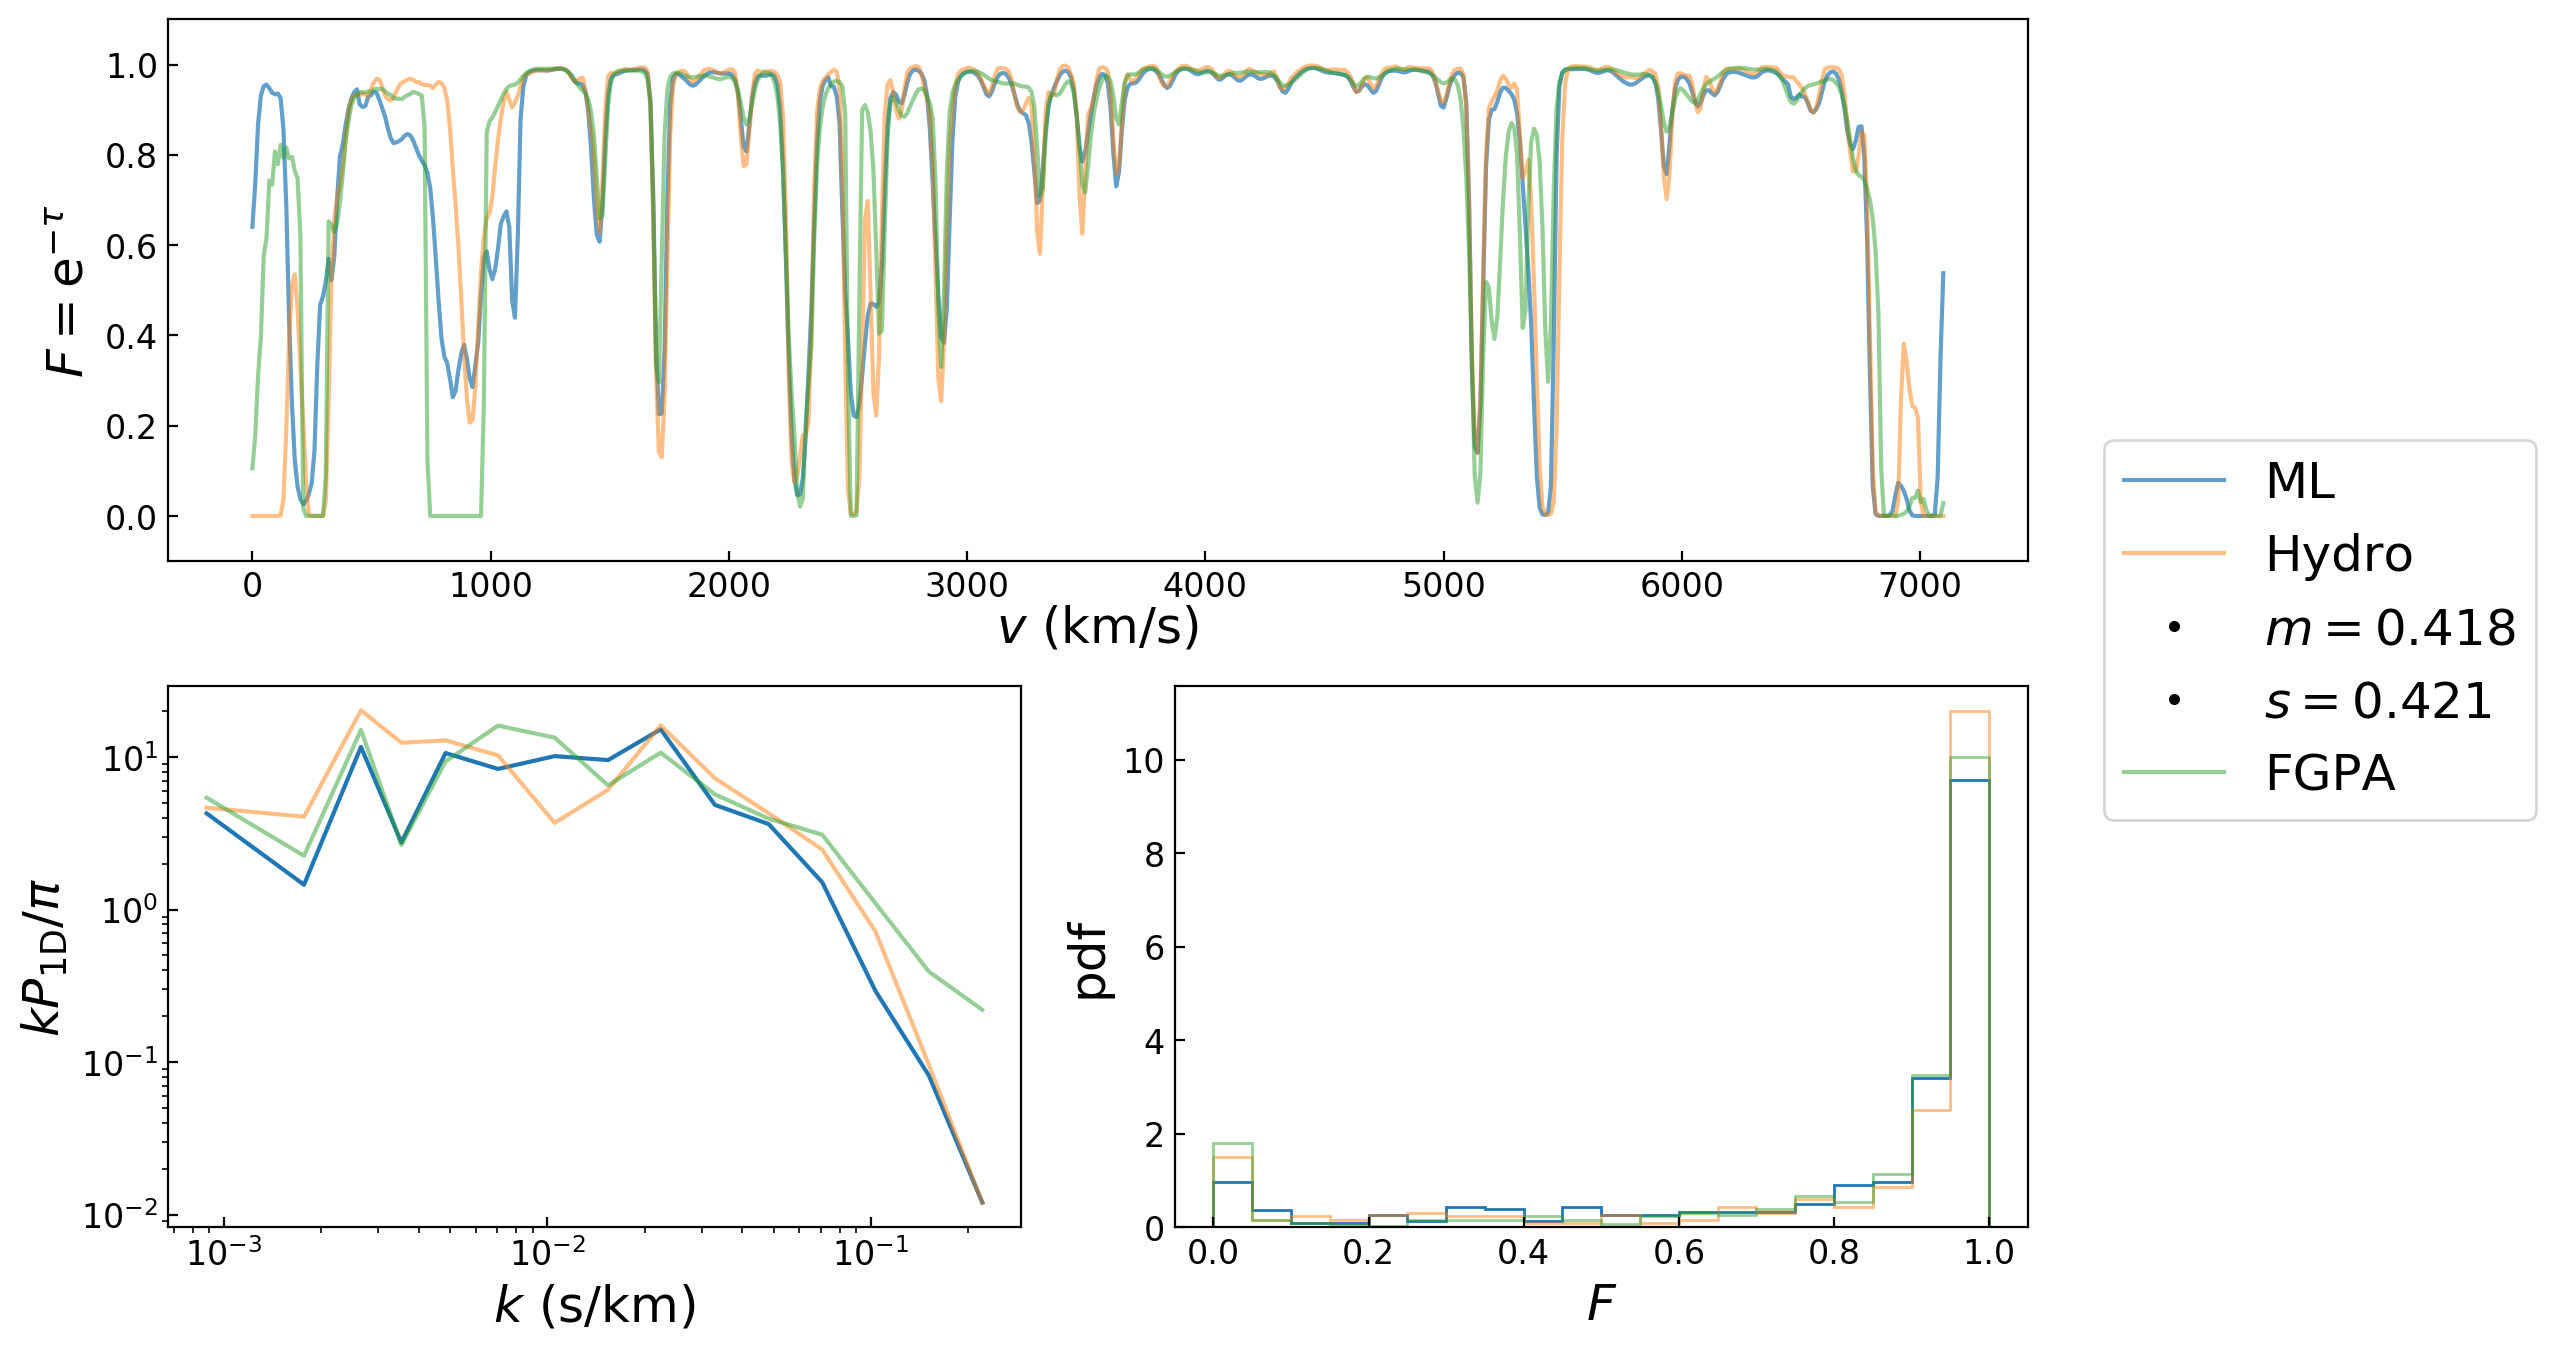 1.0
0.8
0.6
0.4
0.2
0.0
F = e^{−τ}
0 1000 2000 3000 4000 5000 6000 7000
v (km/s)
ML
Hydro
m = 0.418
s = 0.421
FGPA
10^1
10^0
10^{−1}
10^{−2}
kP_{1D}/π
10^{−3} 10^{−2} 10^{−1}
k (s/km)
10
8
6
4
2
0
pdf
0.0 0.2 0.4 0.6 0.8 1.0
F